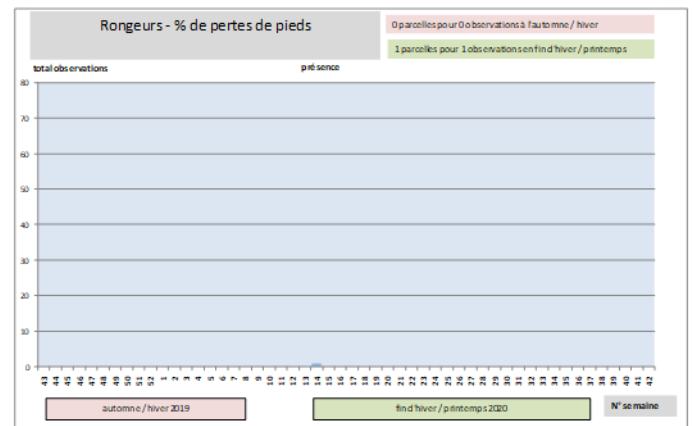 Rongeurs - % de pertes de pieds
0 parcelles pour 0 observations à l'automne / hiver
1 parcelles pour 1 observations en fin d'hiver / printemps
total observations
présence
80
70
60
50
40
30
20
10
0
43 44 45 46 47 48 49 50 51 52 1 2 3 4 5 6 7 8 9 10 11 12 13 14 15 16 17 18 19 20 21 22 23 24 25 26 27 28 29 30 31 32 33 34 35 36 37 38 39 40 41 42
automne / hiver 2019
fin d'hiver / printemps 2020
N° semaine